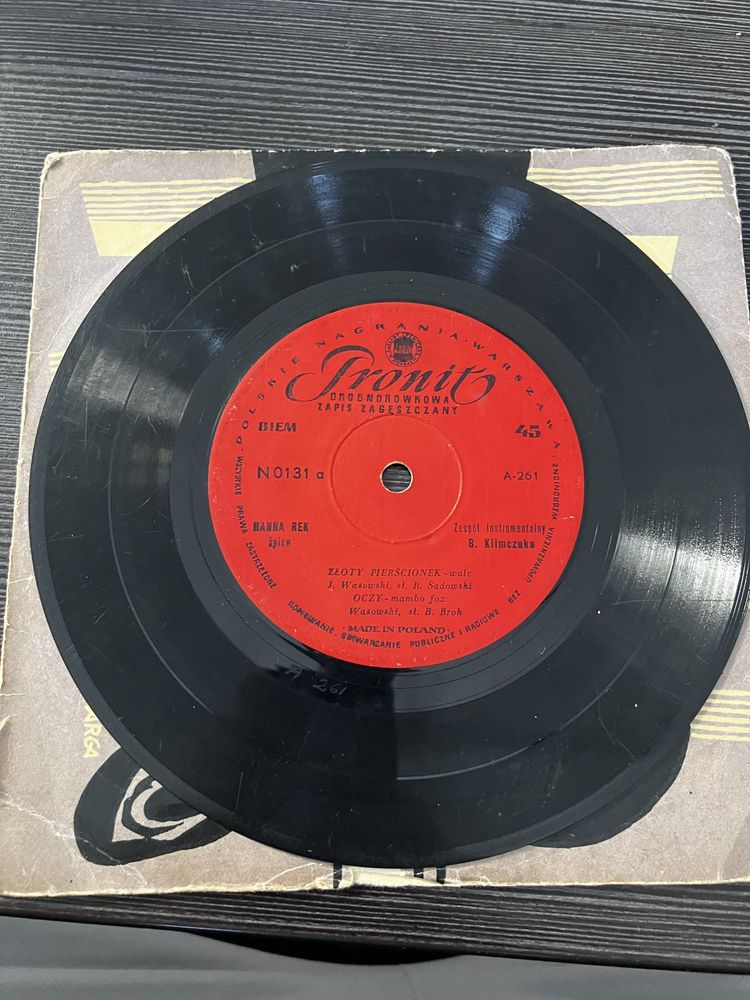 POLSKIE NAGRANIA · WARSZAWA ·
Pronit
DROBNOROWKOWA
ZAPIS ZAGĘSZCZANY
BIEM
45
N 0131 a
A-261
HANNA REK
śpiew
Zespół Instrumentalny
B. Klimczuka
ZŁOTY PIERŚCIONEK - walc
J. Wasowski, sł. R. Sadowski
OCZY - mambo fox
Wasowski, sł. B. Brok
· MADE IN POLAND ·
· WSZYSTKIE PRAWA ZASTRZEŻONE · KOPIOWANIE · ODTWARZANIE PUBLICZNE I RADIOWE BEZ UPOWAŻNIENIA WZBRONIONE ·
A 261